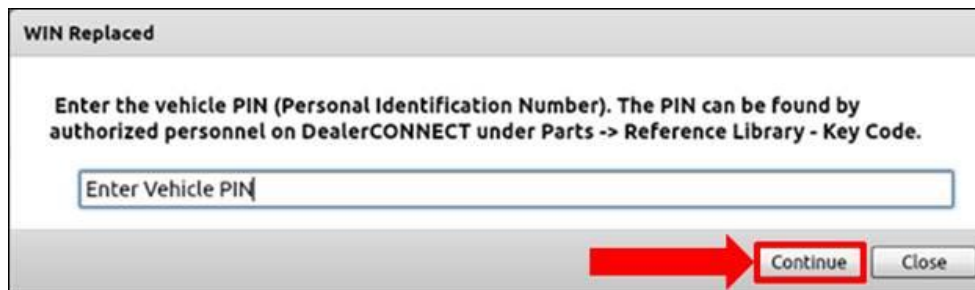 WIN Replaced
Enter the vehicle PIN (Personal Identification Number). The PIN can be found by
authorized personnel on DealerCONNECT under Parts -> Reference Library - Key Code.
Enter Vehicle PIN
Continue Close